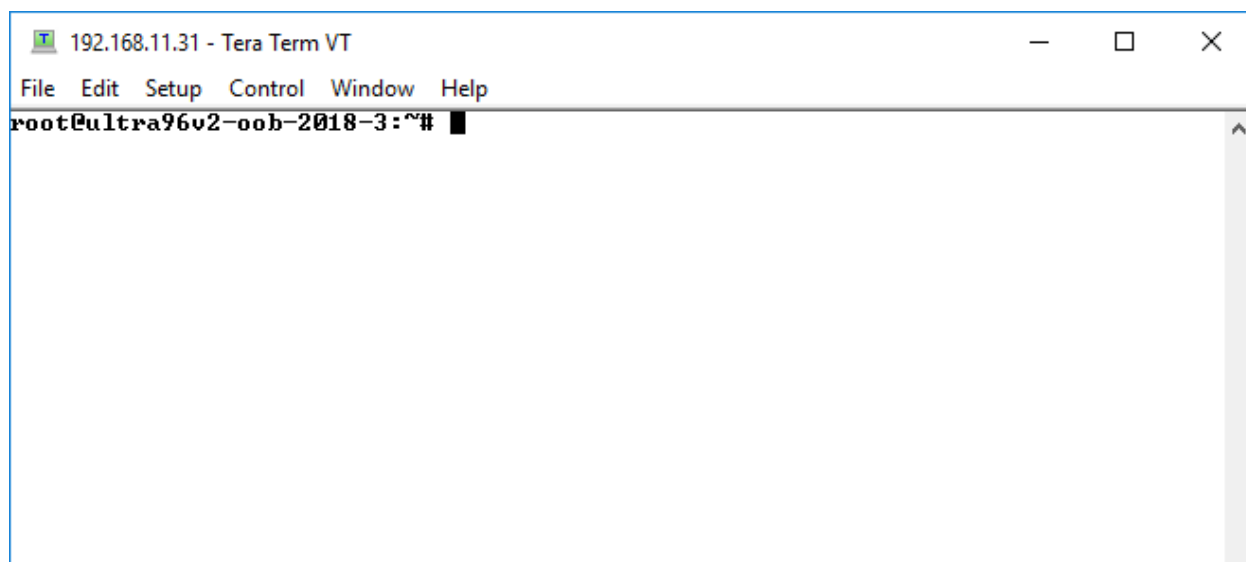 192.168.11.31 - Tera Term VT
File Edit Setup Control Window Help
root@ultra96v2-oob-2018-3:~#